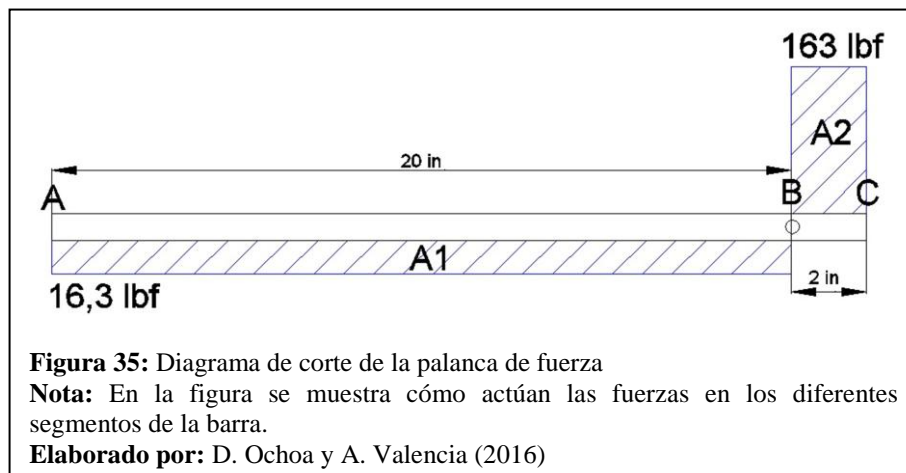 163 lbf
A2
20 in
A
B
C
A1
2 in
16,3 lbf
Figura 35: Diagrama de corte de la palanca de fuerza
Nota: En la figura se muestra cómo actúan las fuerzas en los diferentes
segmentos de la barra.
Elaborado por: D. Ochoa y A. Valencia (2016)